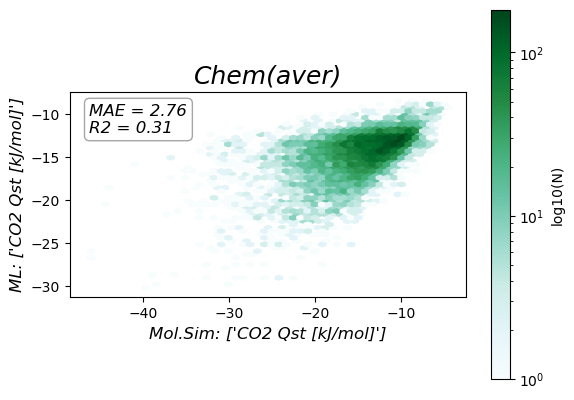 Chem(aver)
MAE = 2.76
R2 = 0.31
ML: ['CO2 Qst [kJ/mol]']
−10
−15
−20
−25
−30
−40
−30
−20
−10
Mol.Sim: ['CO2 Qst [kJ/mol]']
10²
10¹
10⁰
log10(N)